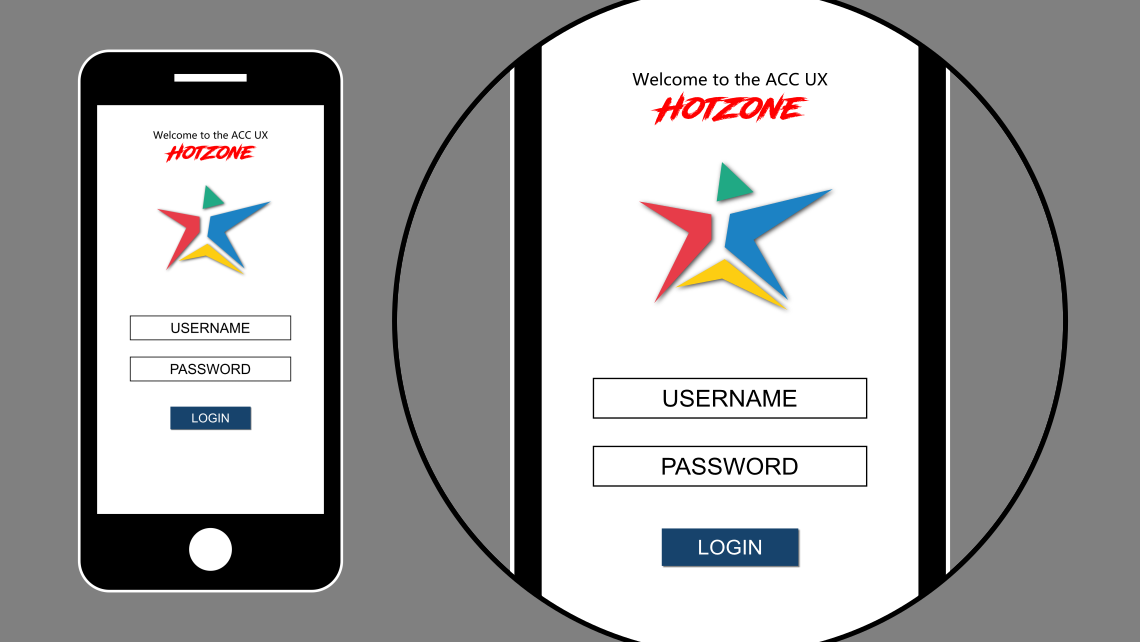 Welcome to the ACC UX
HOTZONE
USERNAME
PASSWORD
LOGIN
Welcome to the ACC UX
HOTZONE
USERNAME
PASSWORD
LOGIN